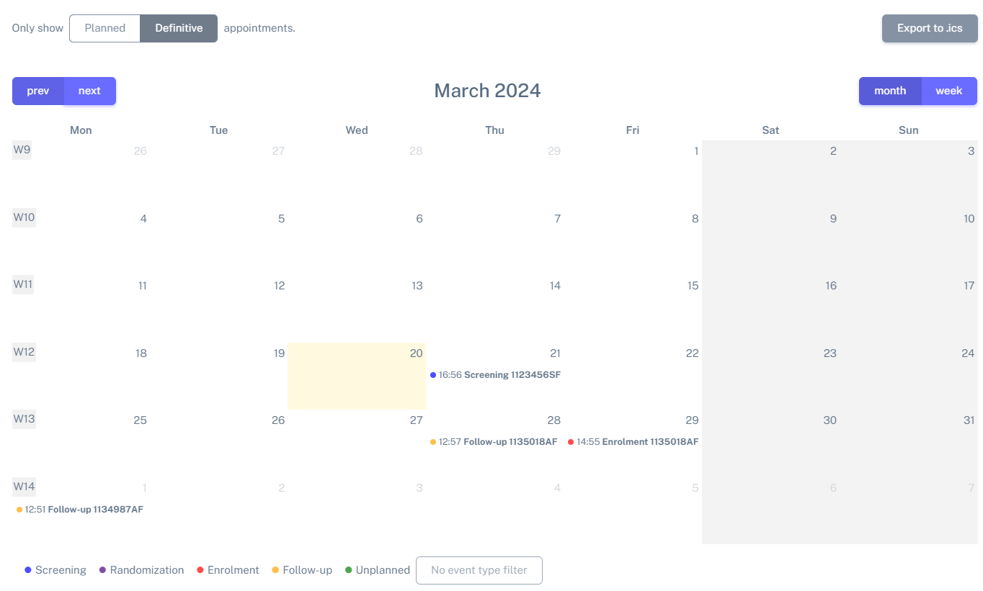 Only show Planned Definitive appointments. Export to .ics
prev next March 2024 month week
Mon Tue Wed Thu Fri Sat Sun
W9 26 27 28 29 1 2 3
W10 4 5 6 7 8 9 10
W11 11 12 13 14 15 16 17
W12 18 19 20 21 22 23 24
16:56 Screening 1123456SF
W13 25 26 27 28 29 30 31
12:57 Follow-up 1135018AF 14:55 Enrolment 1135018AF
W14 1 2 3 4 5 6 7
12:51 Follow-up 1134987AF
Screening Randomization Enrolment Follow-up Unplanned No event type filter